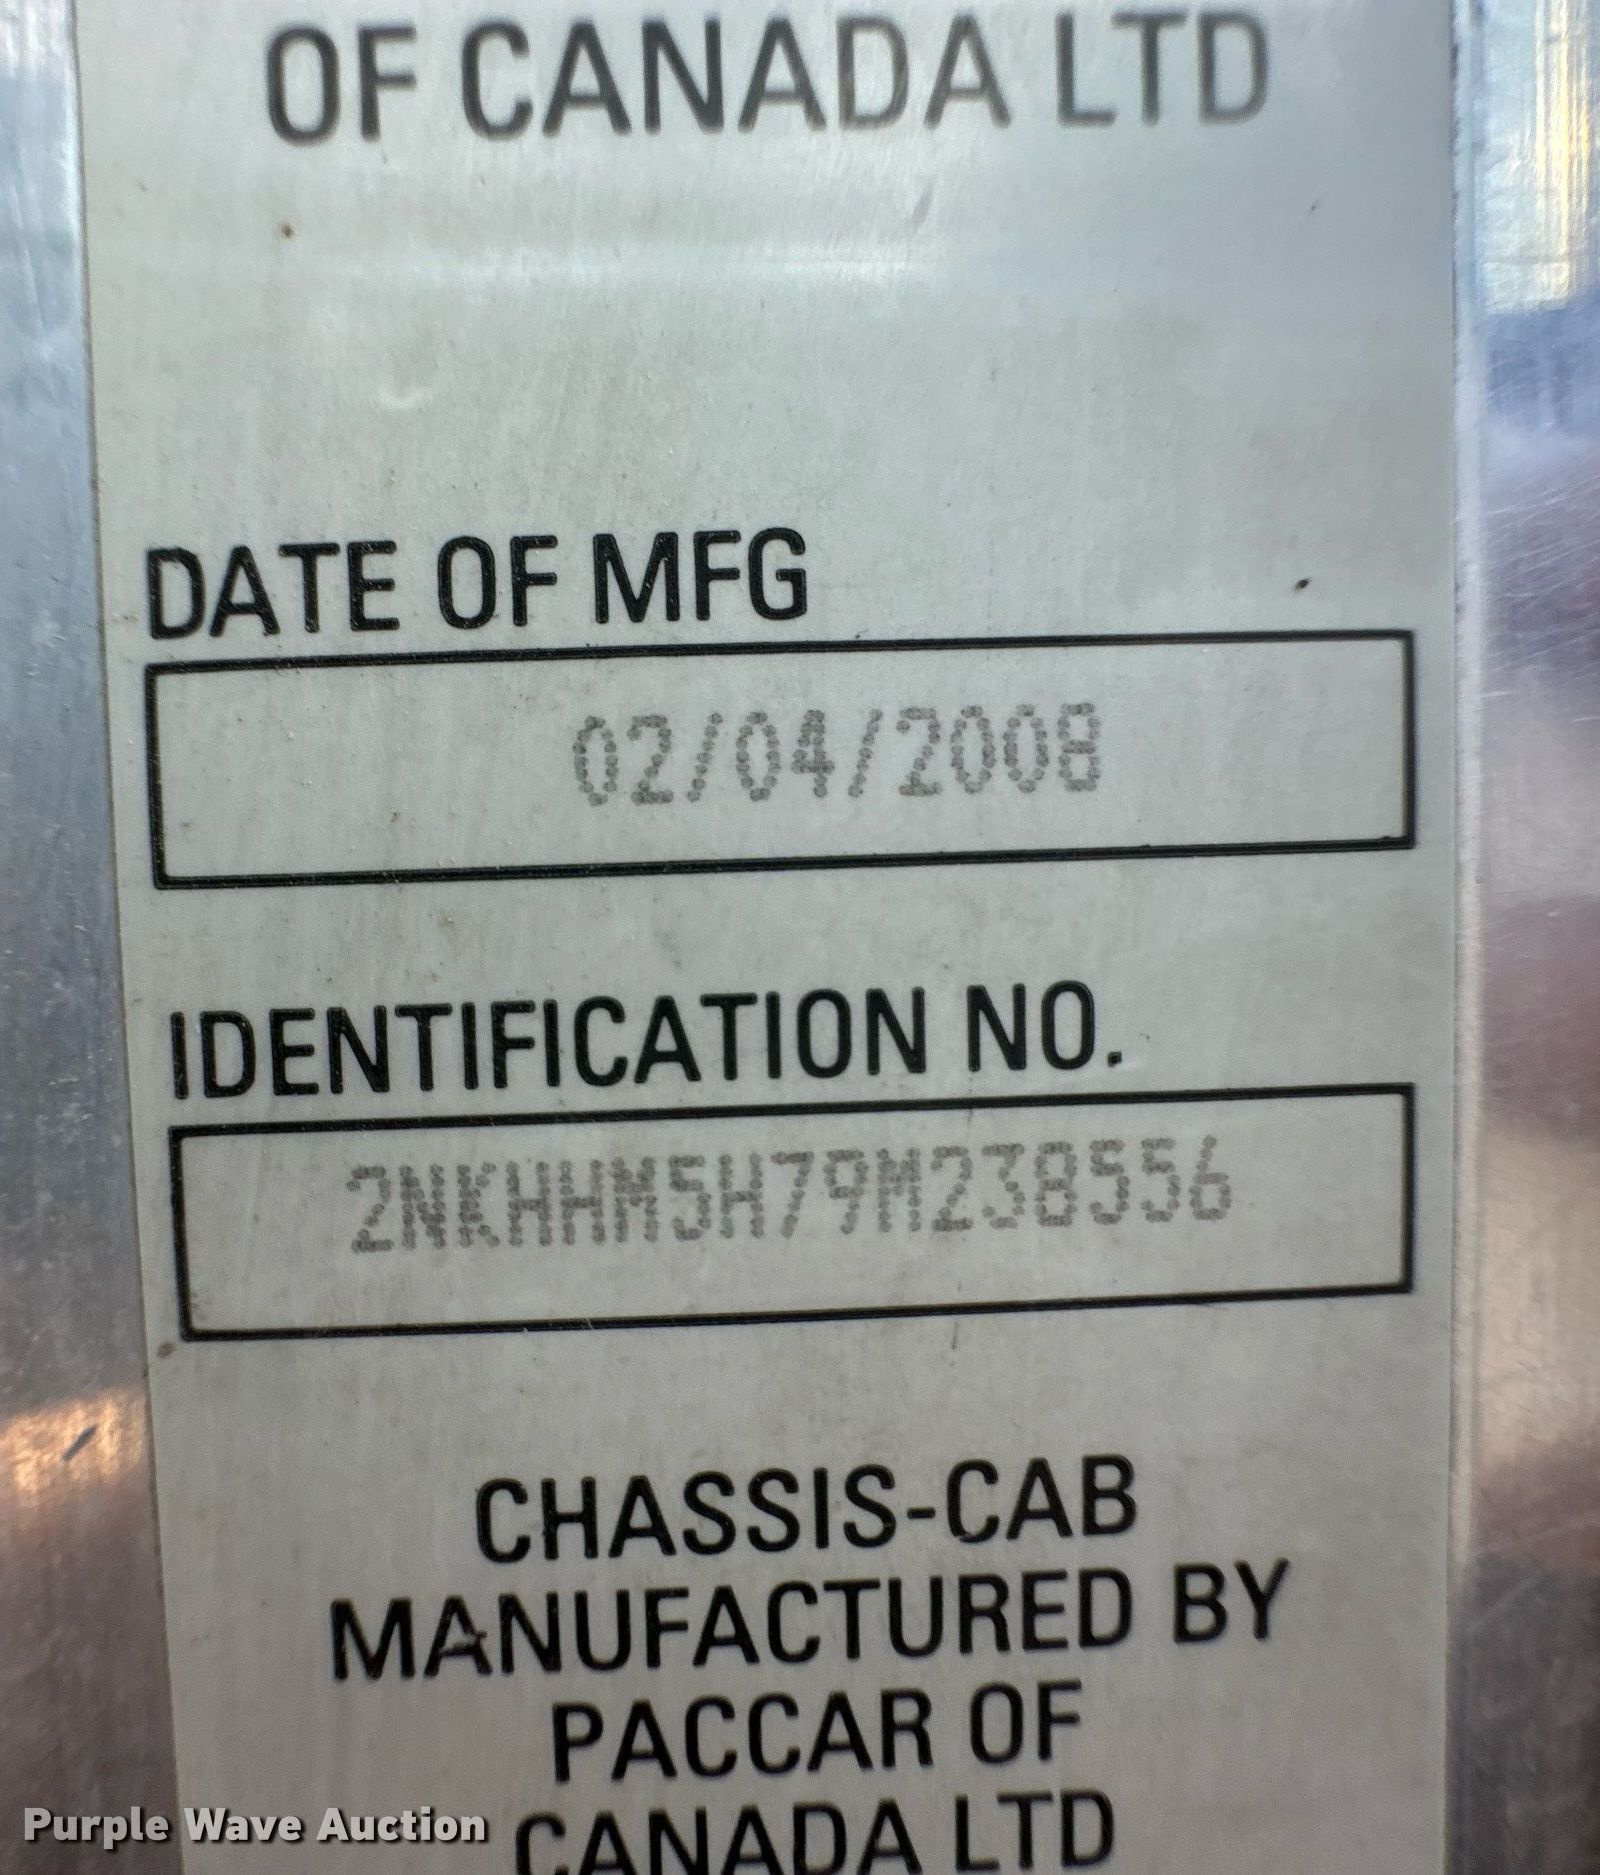 OF CANADA LTD
DATE OF MFG
02/04/2008
IDENTIFICATION NO.
2NKHHM5H79M238556
CHASSIS-CAB
MANUFACTURED BY
PACCAR OF
CANADA LTD
Purple Wave Auction